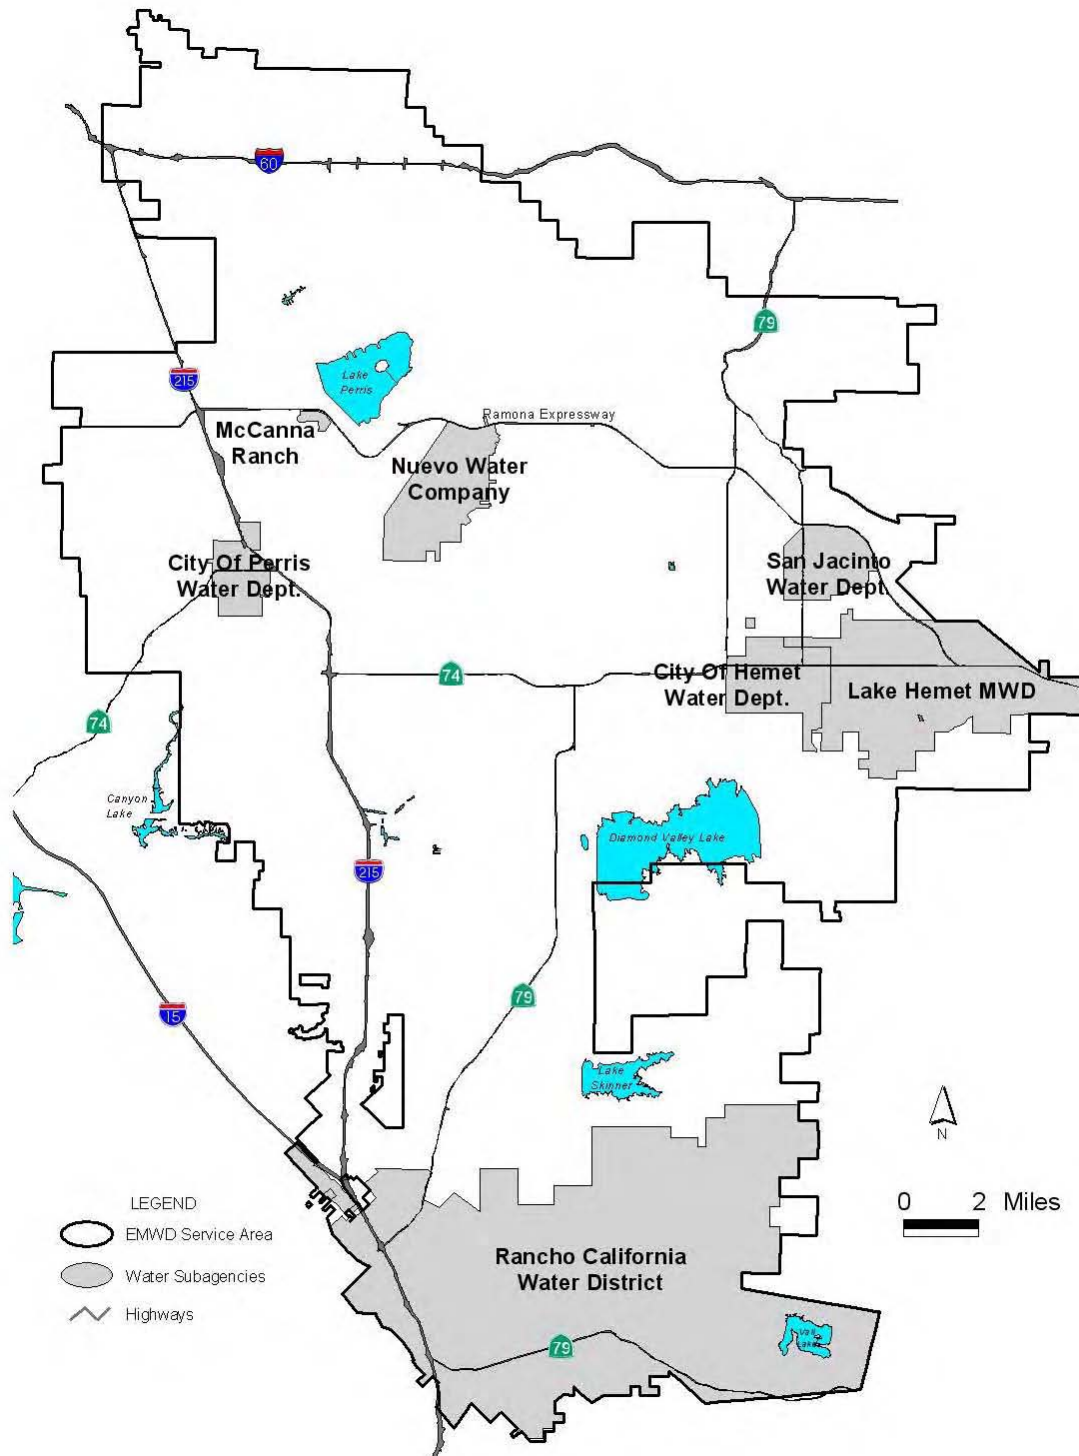 60
79
215
Lake
Perris
Ramona Expressway
McCanna
Ranch
Nuevo Water
Company
City Of Perris
Water Dept.
San Jacinto
Water Dept.
74
City Of Hemet
Water Dept.
Lake Hemet MWD
74
Canyon
Lake
Diamond Valley Lake
215
79
15
Lake
Skinner
N
0 2 Miles
LEGEND
EMWD Service Area
Water Subagencies
Highways
Rancho California
Water District
79
Vail
Lake